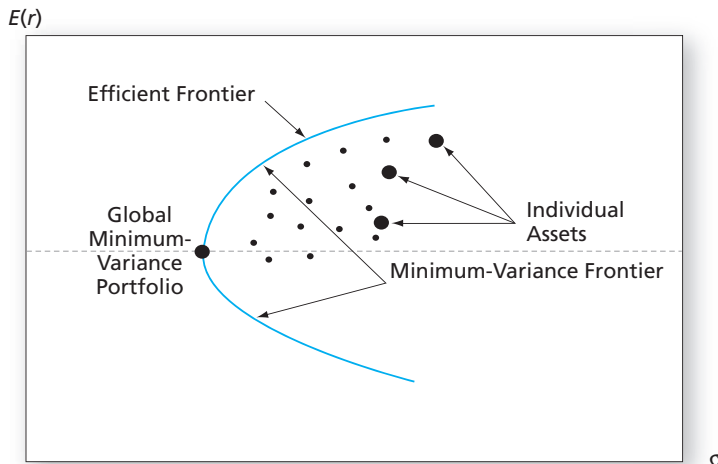 E(r)
Efficient Frontier
Global
Minimum-
Variance
Portfolio
Individual
Assets
Minimum-Variance Frontier